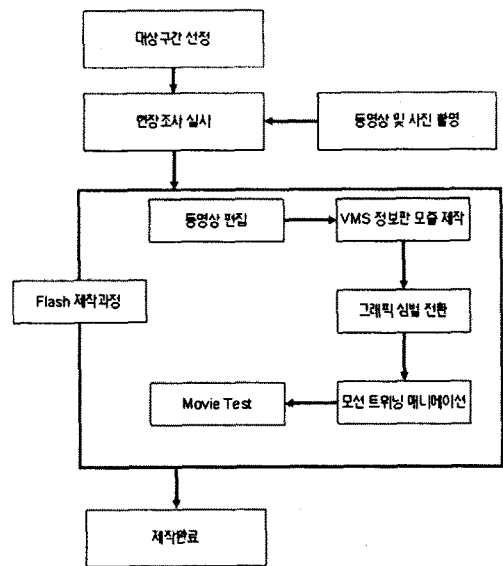 대상구간 선정
현장조사 실시
동영상 및 사진 촬영
동영상 편집
VMS 정보판 모듈 제작
Flash 제작과정
그래픽 심벌 전환
Movie Test
모션 트위닝 애니메이션
제작완료